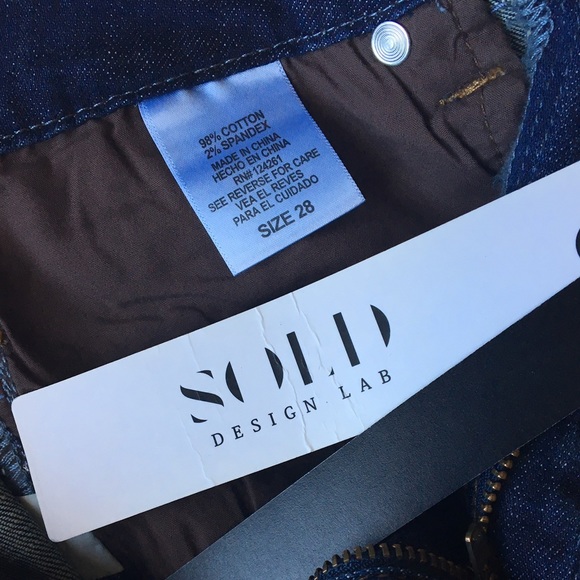 98% COTTON
2% SPANDEX
MADE IN CHINA
HECHO EN CHINA
RN# 124261
SEE REVERSE FOR CARE
VEA EL REVES
PARA EL CUIDADO
SIZE 28
SOLID
DESIGN LAB